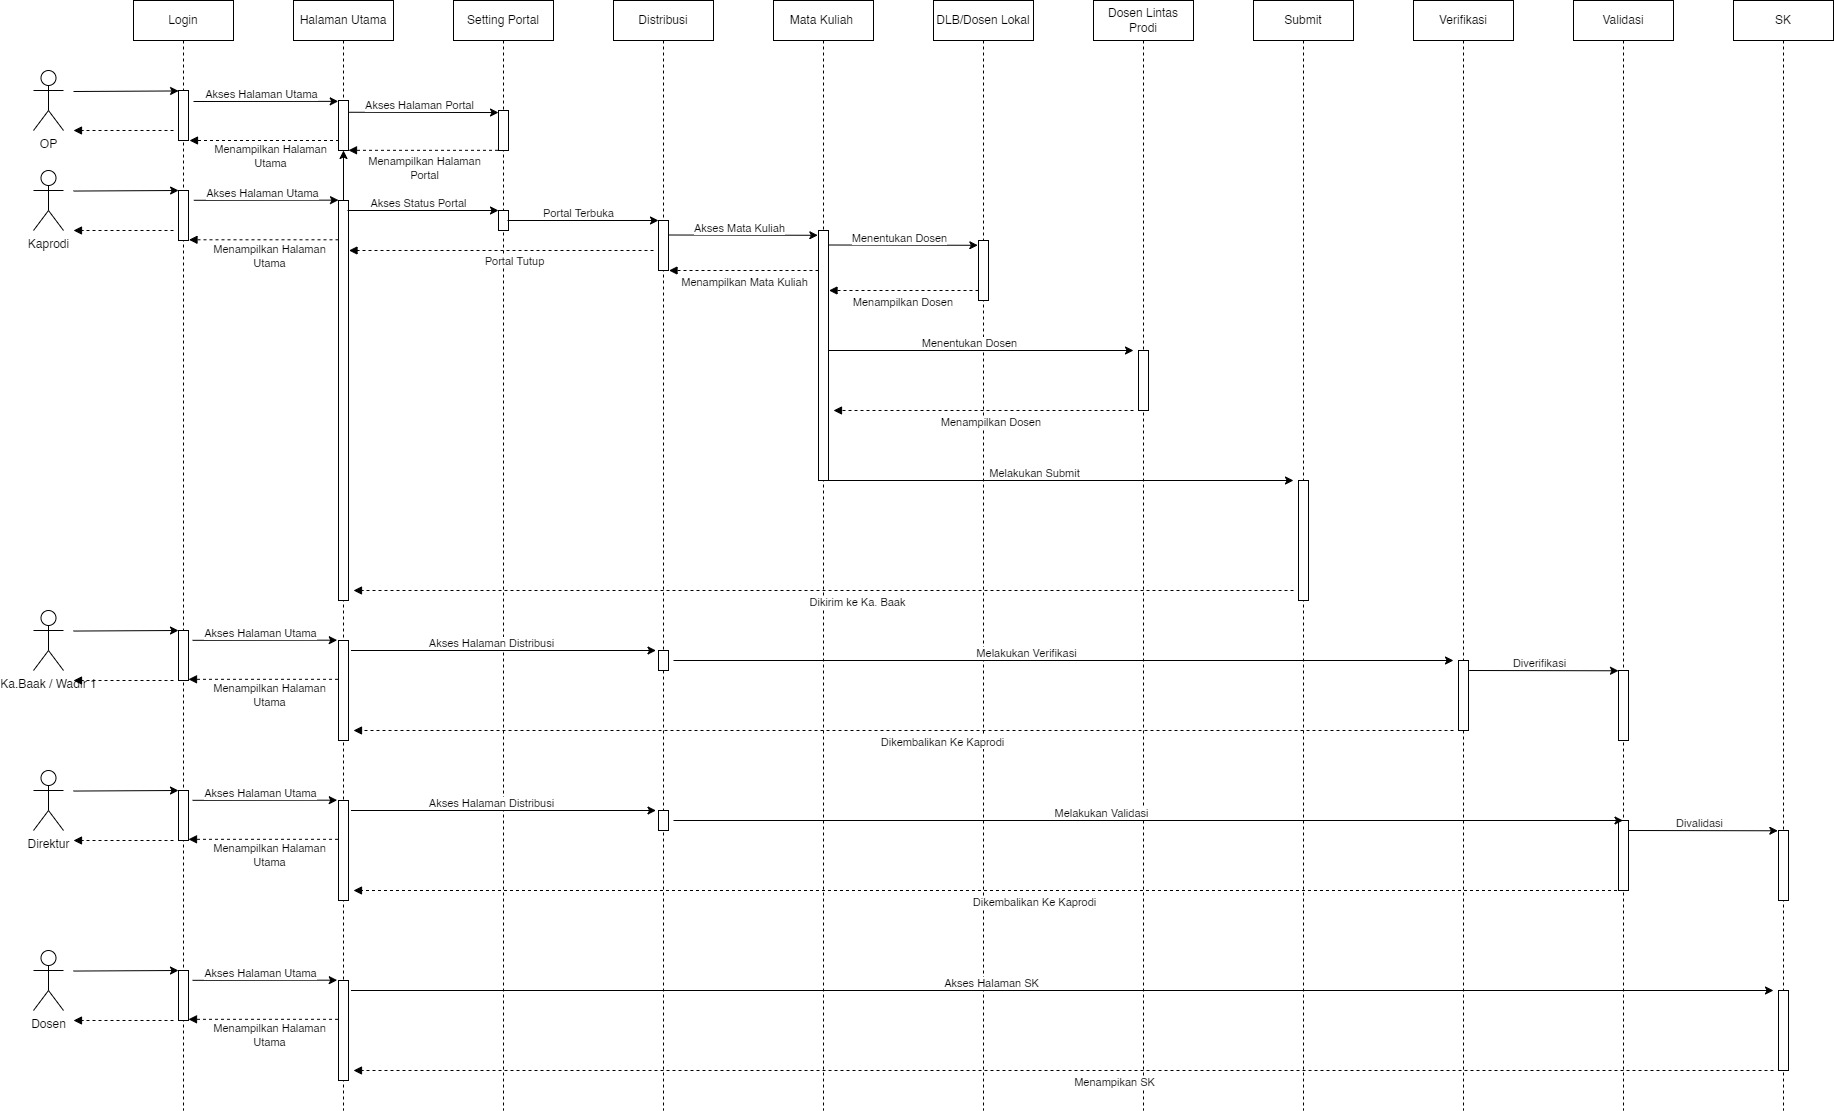 Login
Halaman Utama
Setting Portal
Distribusi
Mata Kuliah
DLB/Dosen Lokal
Dosen Lintas
Prodi
Submit
Verifikasi
Validasi
SK
OP
Akses Halaman Utama
Akses Halaman Portal
Menampilkan Halaman
Utama
Menampilkan Halaman
Portal
Kaprodi
Akses Halaman Utama
Akses Status Portal
Portal Terbuka
Akses Mata Kuliah
Menentukan Dosen
Menampilkan Halaman
Utama
Portal Tutup
Menampilkan Mata Kuliah
Menampilkan Dosen
Menentukan Dosen
Menampilkan Dosen
Melakukan Submit
Dikirim ke Ka. Baak
Ka.Baak / Wadir 1
Akses Halaman Utama
Akses Halaman Distribusi
Melakukan Verifikasi
Diverifikasi
Menampilkan Halaman
Utama
Dikembalikan Ke Kaprodi
Direktur
Akses Halaman Utama
Akses Halaman Distribusi
Melakukan Validasi
Divalidasi
Menampilkan Halaman
Utama
Dikembalikan Ke Kaprodi
Dosen
Akses Halaman Utama
Akses Halaman SK
Menampilkan Halaman
Utama
Menampikan SK